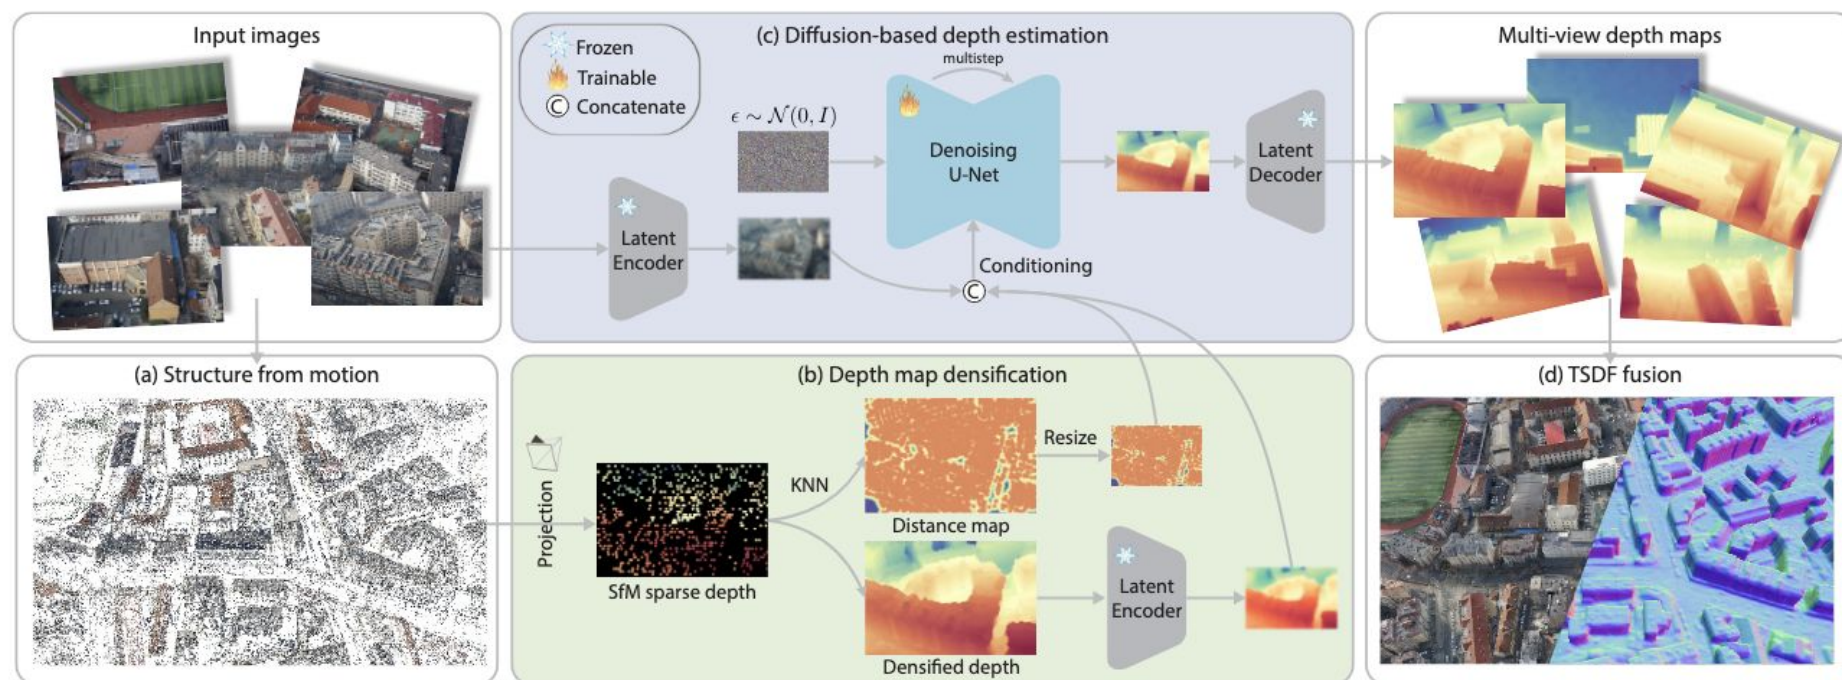 Input images
(c) Diffusion-based depth estimation
Multi-view depth maps
Frozen
Trainable
C Concatenate
multistep
ϵ ∼ N(0, I)
Denoising
U-Net
Latent
Decoder
Latent
Encoder
Conditioning
C
(a) Structure from motion
(b) Depth map densification
(d) TSDF fusion
Projection
SfM sparse depth
KNN
Distance map
Resize
Densified depth
Latent
Encoder